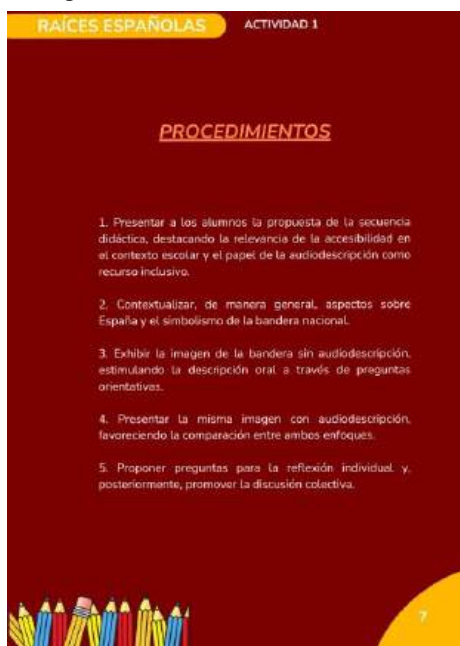 RAÍCES ESPAÑOLAS
ACTIVIDAD 1
PROCEDIMIENTOS
1. Presentar a los alumnos la propuesta de la secuencia
didáctica, destacando la relevancia de la accesibilidad en
el contexto escolar y el papel de la audiodescripción como
recurso inclusivo.
2. Contextualizar, de manera general, aspectos sobre
España y el simbolismo de la bandera nacional.
3. Exhibir la imagen de la bandera sin audiodescripción,
estimulando la descripción oral a través de preguntas
orientativas.
4. Presentar la misma imagen con audiodescripción,
favoreciendo la comparación entre ambos enfoques.
5. Proponer preguntas para la reflexión individual y,
posteriormente, promover la discusión colectiva.
7